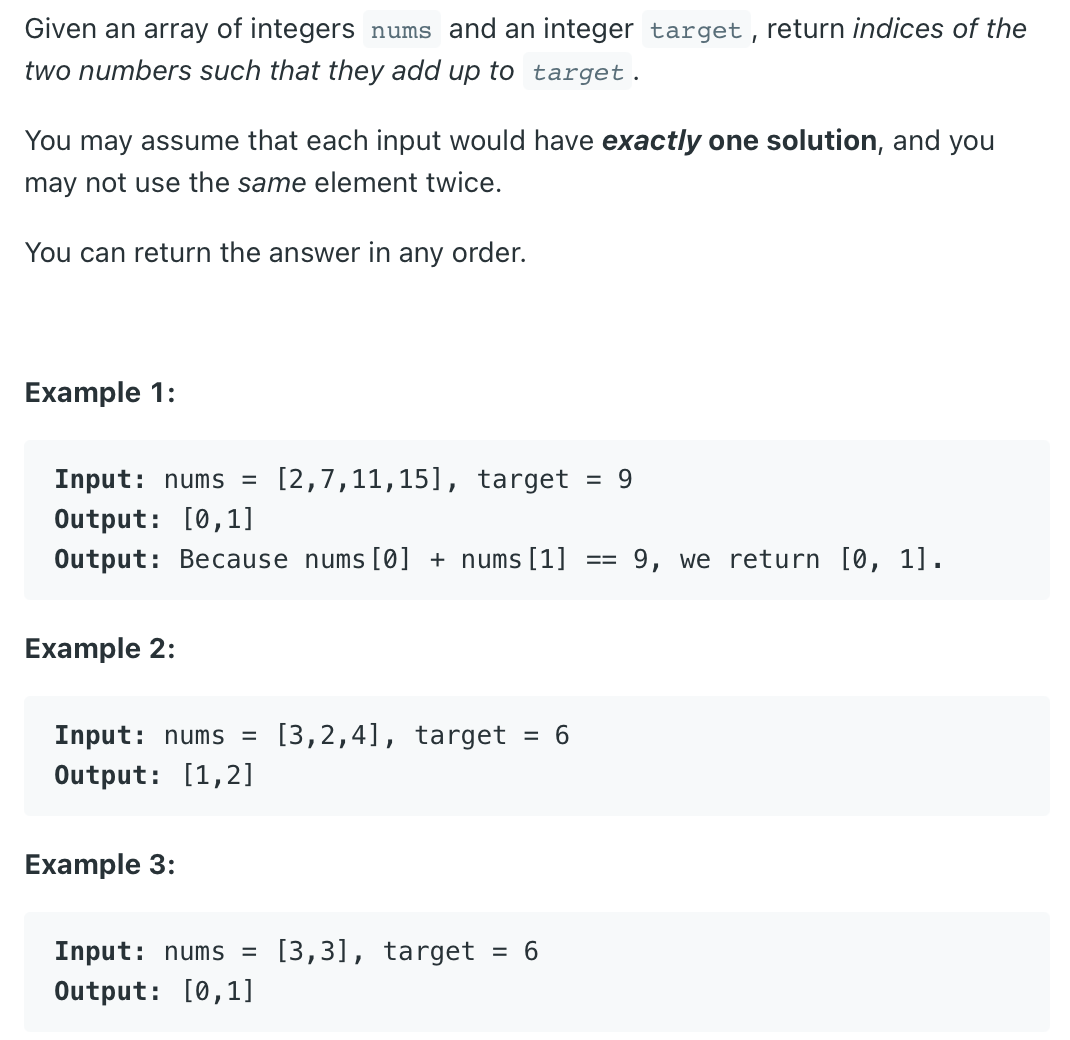 Given an array of integers nums and an integer target, return indices of the
two numbers such that they add up to target.
You may assume that each input would have exactly one solution, and you
may not use the same element twice.
You can return the answer in any order.
Example 1:
Input: nums = [2,7,11,15], target = 9
Output: [0,1]
Output: Because nums[0] + nums[1] == 9, we return [0, 1].
Example 2:
Input: nums = [3,2,4], target = 6
Output: [1,2]
Example 3:
Input: nums = [3,3], target = 6
Output: [0,1]